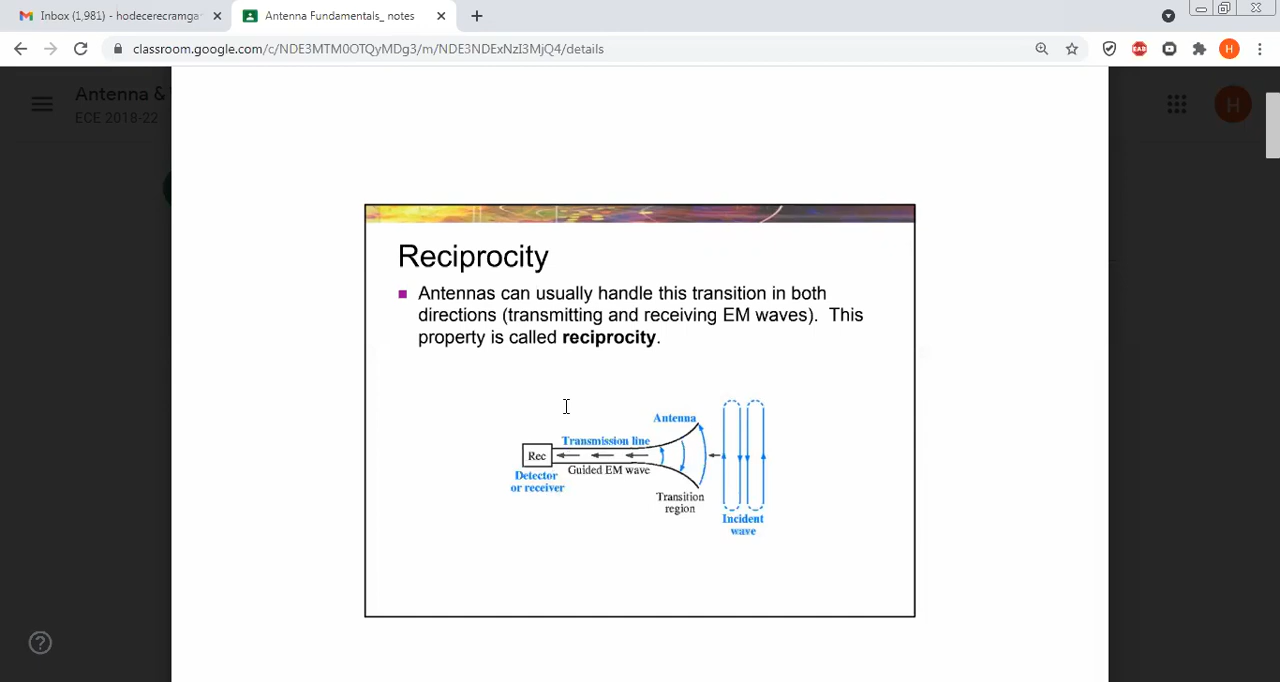 Inbox (1,981) - hodecerecramga
Antenna Fundamentals_ notes
classroom.google.com/c/NDE3MTM0OTQyMDg3/m/NDE3NDExNzI3MjQ4/details
H
Antenna &
ECE 2018-22
H
Reciprocity
Antennas can usually handle this transition in both
directions (transmitting and receiving EM waves). This
property is called reciprocity.
Antenna
Transmission line
Rec
Guided EM wave
Detector
or receiver
Transition
region
Incident
wave
?